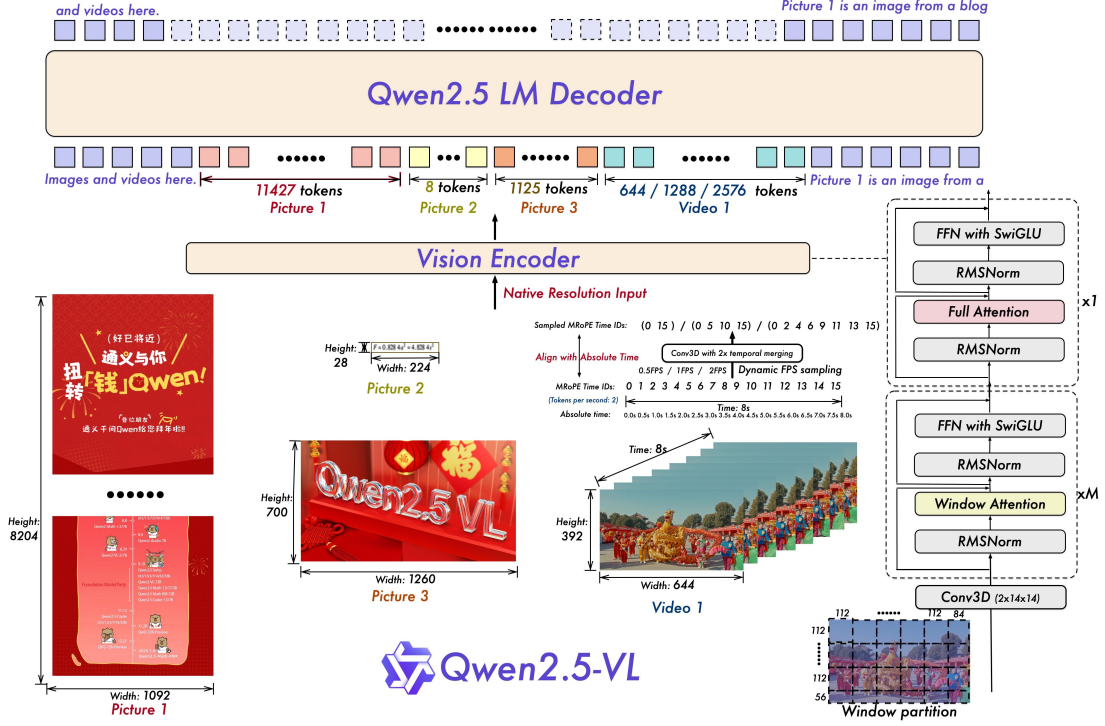 and videos here.
Picture 1 is an image from a blog
Qwen2.5 LM Decoder
Images and videos here.
11427 tokens
Picture 1
8 tokens
Picture 2
1125 tokens
Picture 3
644 / 1288 / 2576 tokens
Video 1
Picture 1 is an image from a
Vision Encoder
Native Resolution Input
(好已将近)
通义与你
扭转
「钱」Qwen!
各位朋友
通义千问Qwen给您拜年啦!!
Height: 8204
Width: 1092
Picture 1
Height: 28
Width: 224
Picture 2
Height: 700
Qwen2.5 VL
福
Width: 1260
Picture 3
Sampled MRoPE Time IDs: (0 15) / (0 5 10 15) / (0 2 4 6 9 11 13 15)
Align with Absolute Time
Conv3D with 2x temporal merging
0.5FPS / 1FPS / 2FPS Dynamic FPS sampling
MRoPE Time IDs: 0 1 2 3 4 5 6 7 8 9 10 11 12 13 14 15
(Tokens per second: 2)
Time: 8s
Absolute time: 0.0s 0.5s 1.0s 1.5s 2.0s 2.5s 3.0s 3.5s 4.0s 4.5s 5.0s 5.5s 6.0s 6.5s 7.0s 7.5s 8.0s
Time: 8s
Height: 392
Width: 644
Video 1
FFN with SwiGLU
RMSNorm
Full Attention
RMSNorm
x1
FFN with SwiGLU
RMSNorm
Window Attention
RMSNorm
xM
Conv3D (2x14x14)
112 112 84
112
112
56
Window partition
Qwen2.5-VL